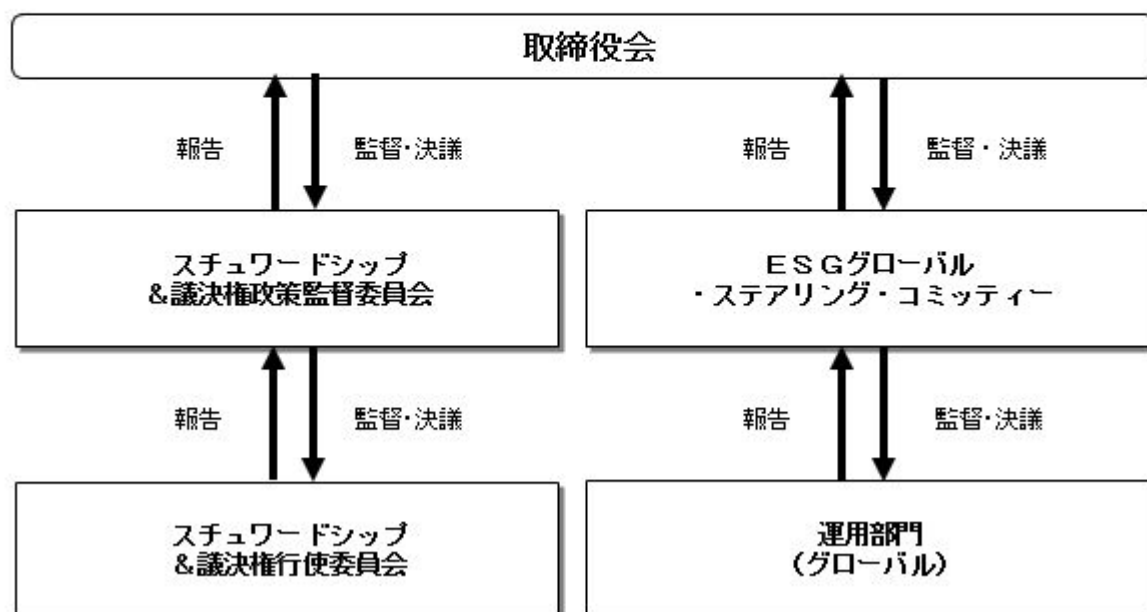 取締役会
報告
監督・決議
報告
監督・決議
スチュワードシップ
&議決権政策監督委員会
ＥＳＧグローバル
・ステアリング・コミッティー
報告
監督・決議
報告
監督・決議
スチュワードシップ
&議決権行使委員会
運用部門
（グローバル）